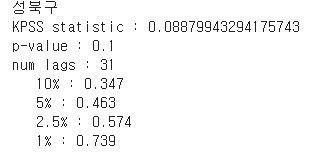 성북구
KPSS statistic : 0.08879943294175743
p-value : 0.1
num lags : 31
10% : 0.347
5% : 0.463
2.5% : 0.574
1% : 0.739